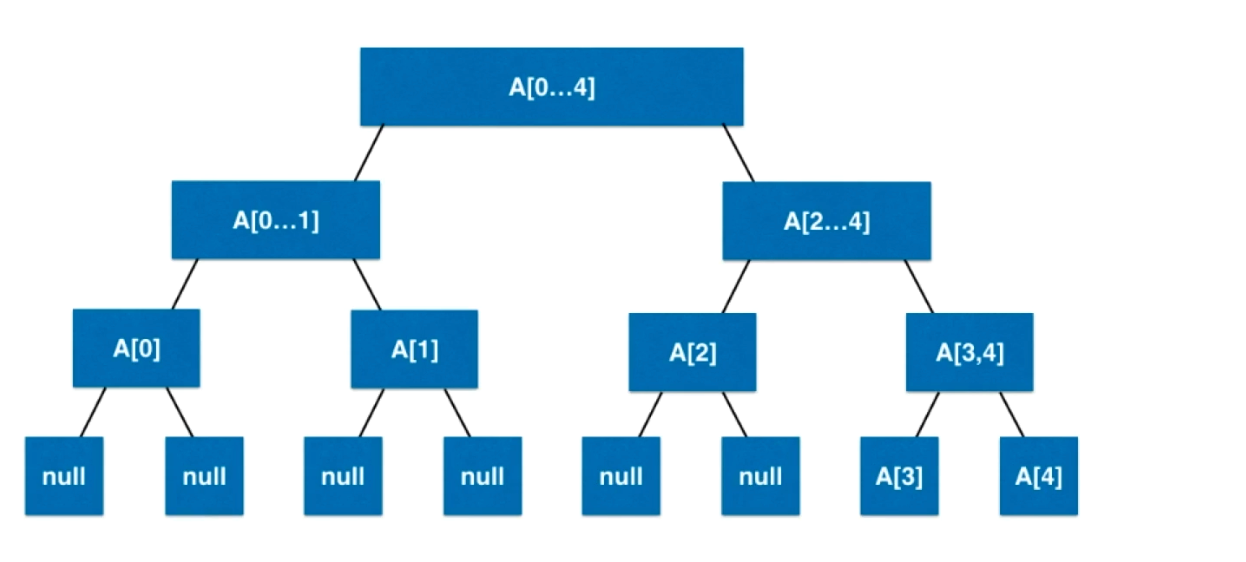 A[0...4]
A[0...1]
A[2...4]
A[0]
A[1]
A[2]
A[3,4]
null
null
null
null
null
null
A[3]
A[4]